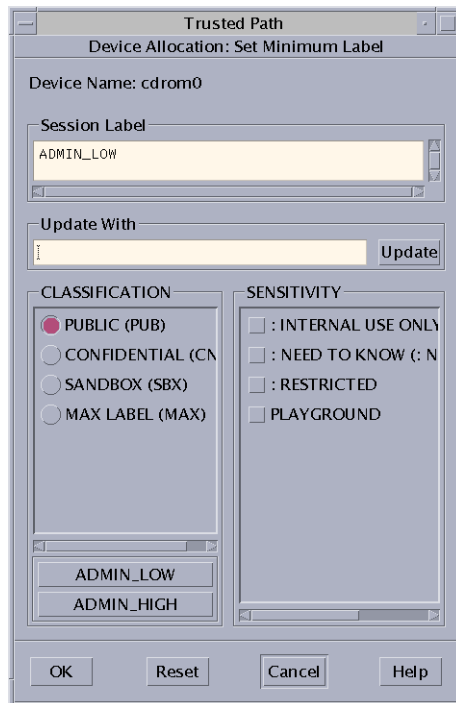 Trusted Path
Device Allocation: Set Minimum Label
Device Name: cdrom0
Session Label
ADMIN_LOW
Update With
Update
CLASSIFICATION
PUBLIC (PUB)
CONFIDENTIAL (CN
SANDBOX (SBX)
MAX LABEL (MAX)
ADMIN_LOW
ADMIN_HIGH
SENSITIVITY
: INTERNAL USE ONLY
: NEED TO KNOW (: N
: RESTRICTED
PLAYGROUND
OK Reset Cancel Help